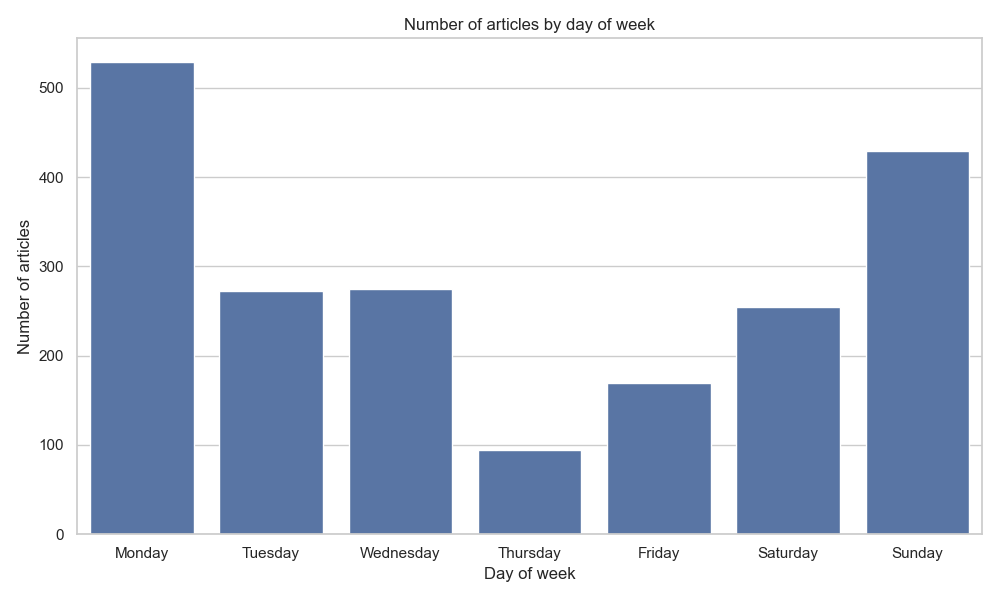 Number of articles by day of week
Number of articles
500
400
300
200
100
0
Monday Tuesday Wednesday Thursday Friday Saturday Sunday
Day of week